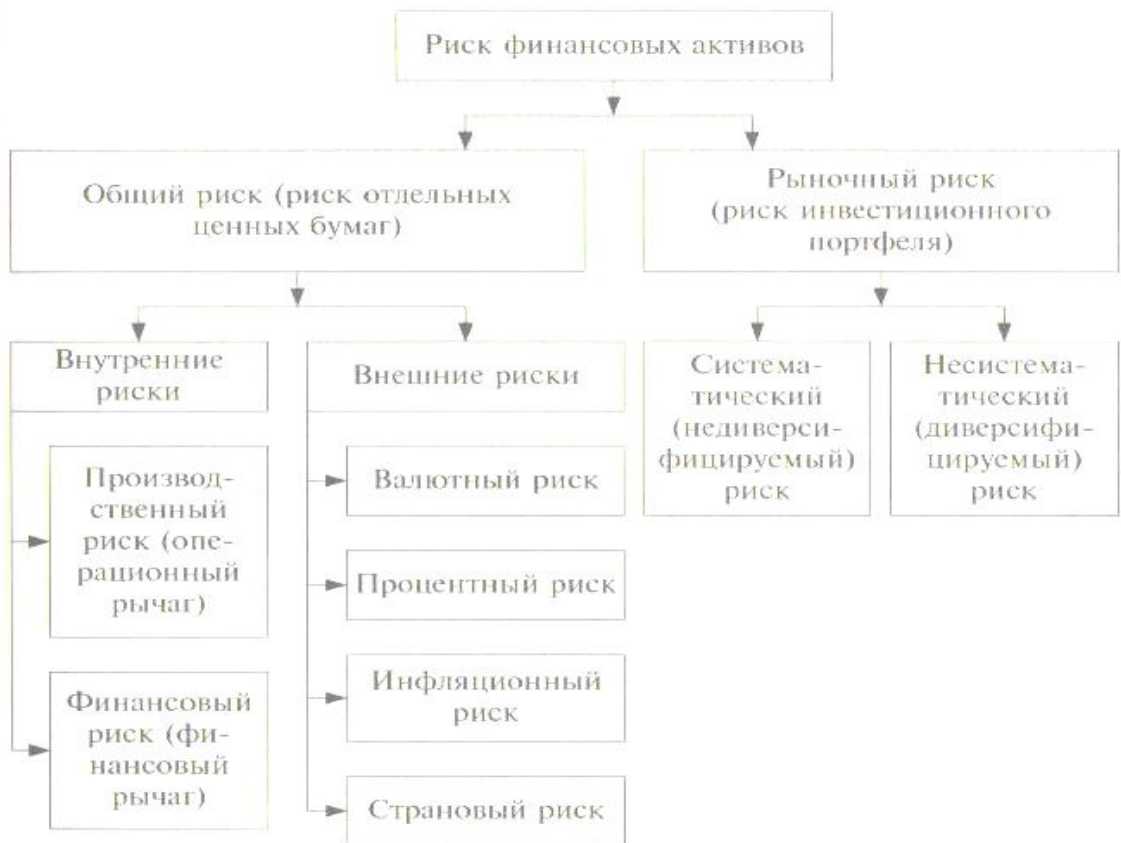 Риск финансовых активов
Общий риск (риск отдельных
ценных бумаг)
Рыночный риск
(риск инвестиционного
портфеля)
Внутренние
риски
Внешние риски
Система-
тический
(недиверси-
фицируемый)
риск
Несистема-
тический
(диверсифи-
цируемый)
риск
Производ-
ственный
риск (опе-
рационный
рычаг)
Финансовый
риск (фи-
нансовый
рычаг)
Валютный риск
Процентный риск
Инфляционный
риск
Страновый риск